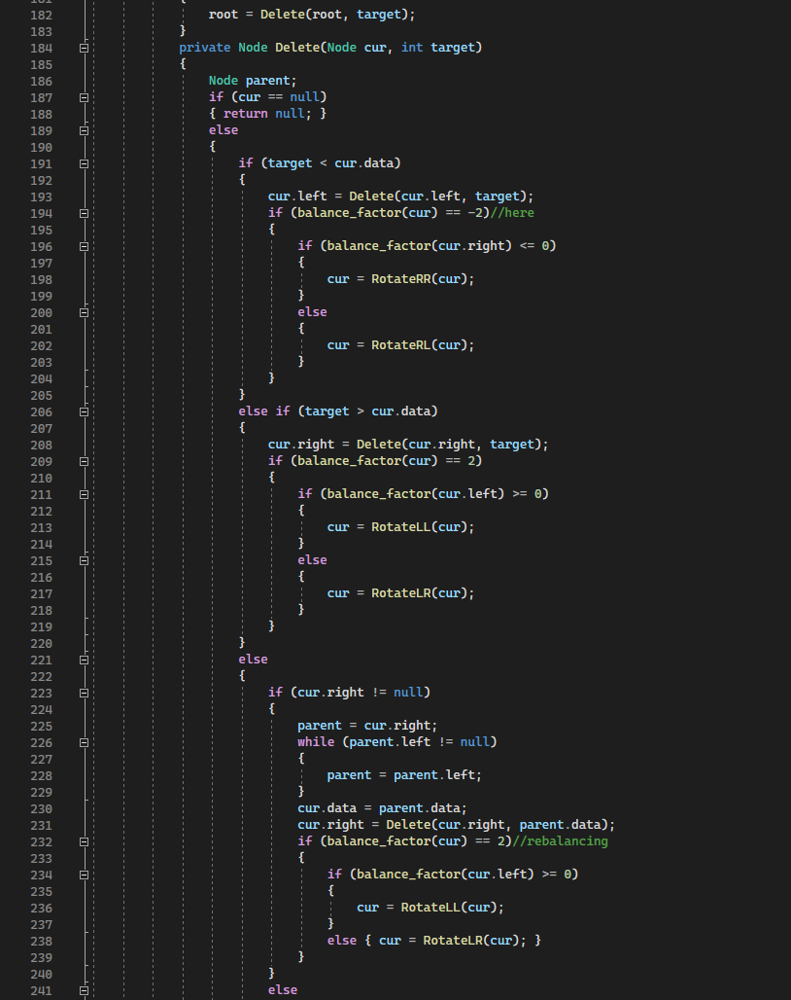 182 root = Delete(root, target);
183 }
184 private Node Delete(Node cur, int target)
185 {
186 Node parent;
187 if (cur == null)
188 { return null; }
189 else
190 {
191 if (target < cur.data)
192 {
193 cur.left = Delete(cur.left, target);
194 if (balance_factor(cur) == -2)//here
195 {
196 if (balance_factor(cur.right) <= 0)
197 {
198 cur = RotateRR(cur);
199 }
200 else
201 {
202 cur = RotateRL(cur);
203 }
204 }
205 }
206 else if (target > cur.data)
207 {
208 cur.right = Delete(cur.right, target);
209 if (balance_factor(cur) == 2)
210 {
211 if (balance_factor(cur.left) >= 0)
212 {
213 cur = RotateLL(cur);
214 }
215 else
216 {
217 cur = RotateLR(cur);
218 }
219 }
220 }
221 else
222 {
223 if (cur.right != null)
224 {
225 parent = cur.right;
226 while (parent.left != null)
227 {
228 parent = parent.left;
229 }
230 cur.data = parent.data;
231 cur.right = Delete(cur.right, parent.data);
232 if (balance_factor(cur) == 2)//rebalancing
233 {
234 if (balance_factor(cur.left) >= 0)
235 {
236 cur = RotateLL(cur);
237 }
238 else { cur = RotateLR(cur); }
239 }
240 }
241 else